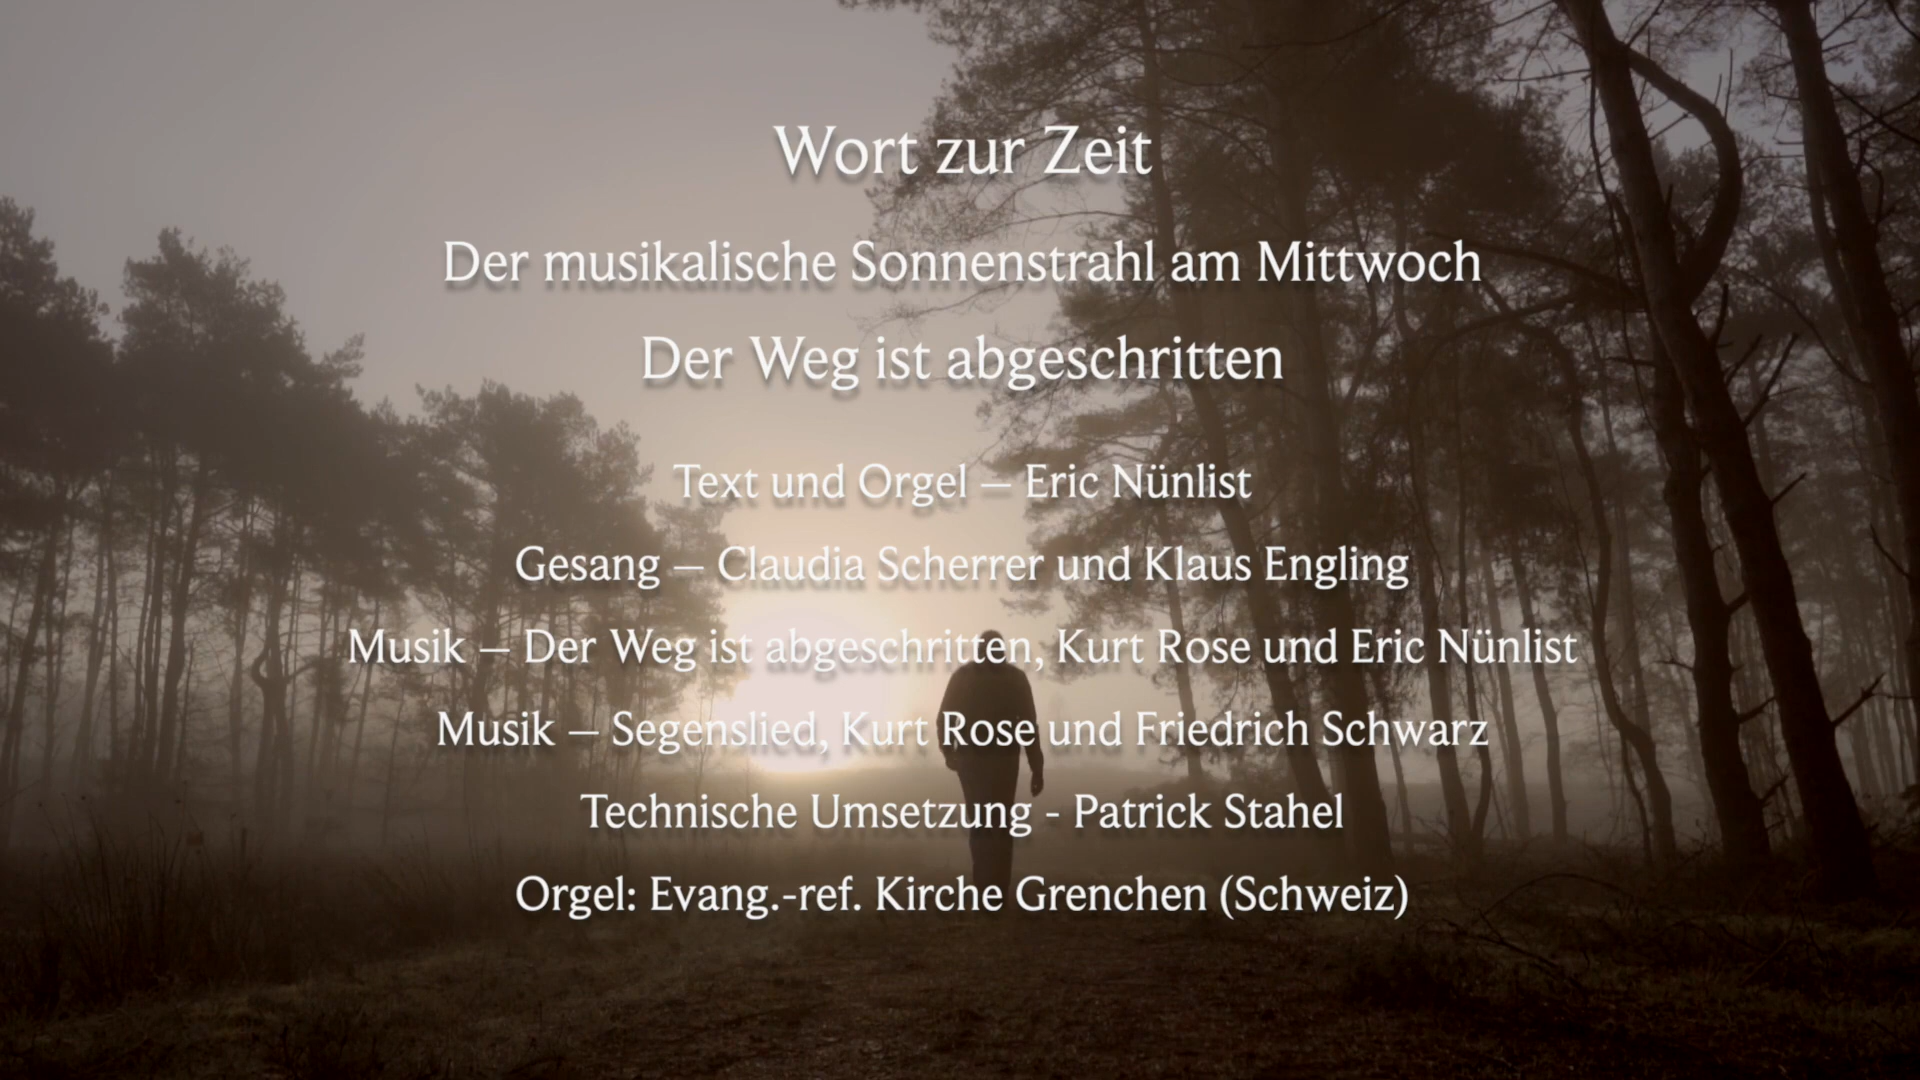 Wort zur Zeit
Der musikalische Sonnenstrahl am Mittwoch
Der Weg ist abgeschritten
Text und Orgel – Eric Nünlist
Gesang – Claudia Scherrer und Klaus Engling
Musik – Der Weg ist abgeschritten, Kurt Rose und Eric Nünlist
Musik – Segenslied, Kurt Rose und Friedrich Schwarz
Technische Umsetzung - Patrick Stahel
Orgel: Evang.-ref. Kirche Grenchen (Schweiz)